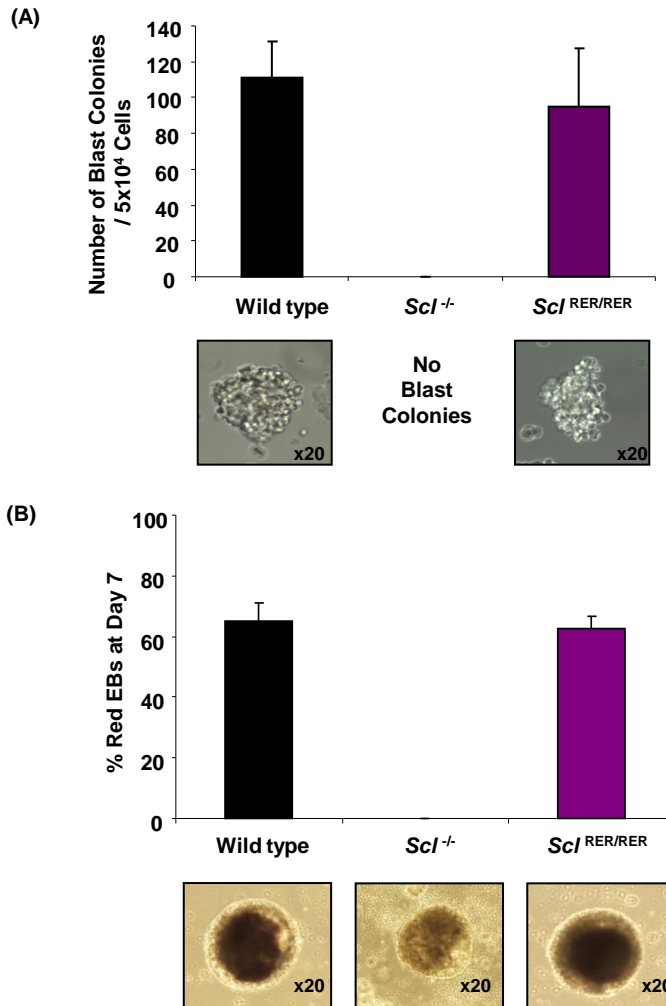 (A)
Number of Blast Colonies
/ 5x10⁴ Cells
140
120
100
80
60
40
20
0
Wild type
Scl -/-
Scl RER/RER
x20
No
Blast
Colonies
x20
(B)
% Red EBs at Day 7
100
80
60
40
20
0
Wild type
Scl -/-
Scl RER/RER
x20
x20
x20